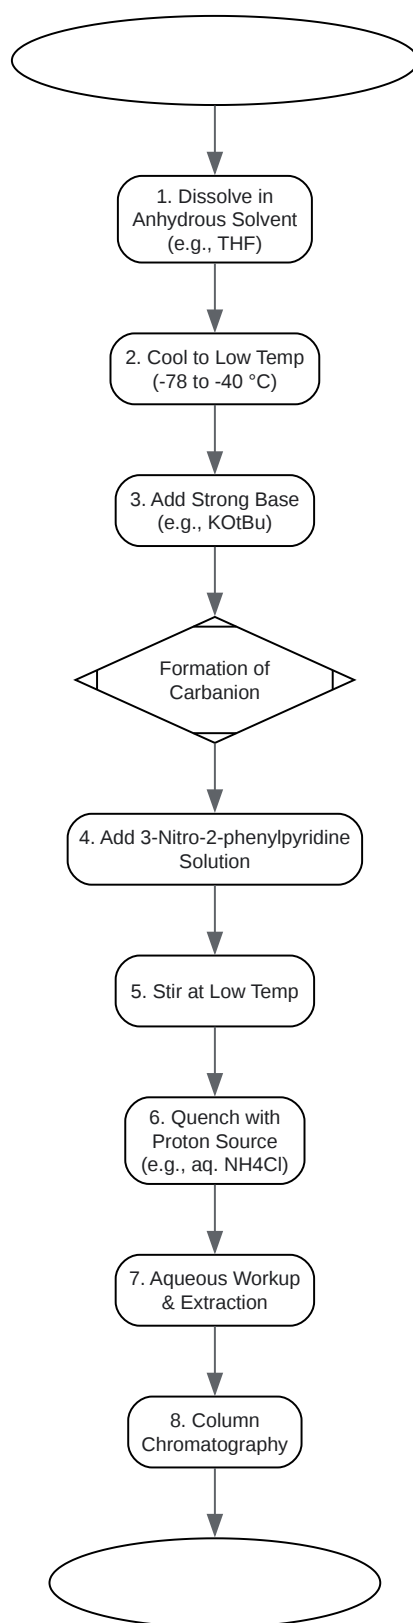 1. Dissolve in
Anhydrous Solvent
(e.g., THF)
2. Cool to Low Temp
(-78 to -40 °C)
3. Add Strong Base
(e.g., KOtBu)
Formation of
Carbanion
4. Add 3-Nitro-2-phenylpyridine
Solution
5. Stir at Low Temp
6. Quench with
Proton Source
(e.g., aq. NH4Cl)
7. Aqueous Workup
& Extraction
8. Column
Chromatography